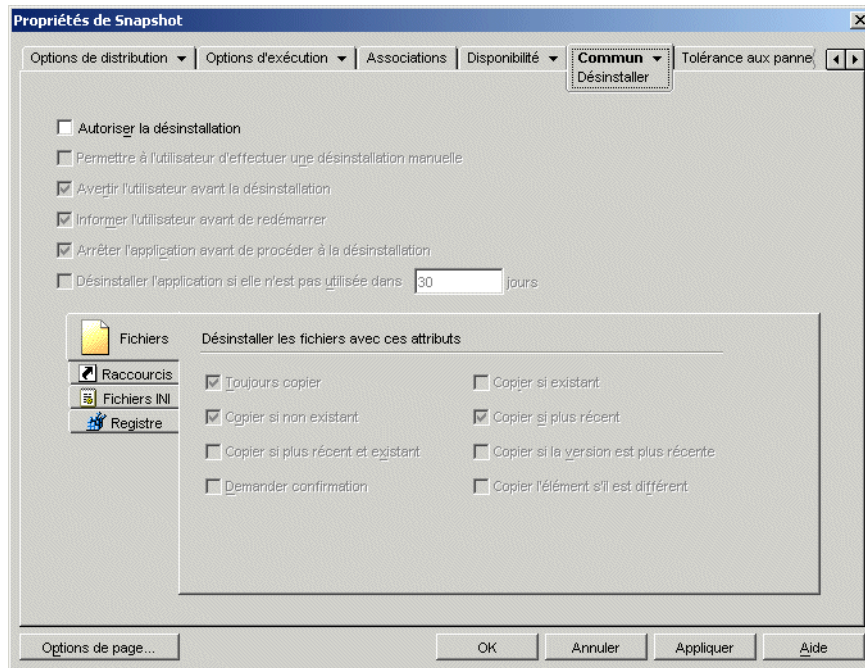 Propriétés de Snapshot
Options de distribution
Options d'exécution
Associations
Disponibilité
Commun
Tolérance aux panne
Désinstaller
Autoriser la désinstallation
Permettre à l'utilisateur d'effectuer une désinstallation manuelle
Avertir l'utilisateur avant la désinstallation
Informer l'utilisateur avant de redémarrer
Arrêter l'application avant de procéder à la désinstallation
Désinstaller l'application si elle n'est pas utilisée dans 30 jours
Fichiers
Raccourcis
Fichiers INI
Registre
Désinstaller les fichiers avec ces attributs
Toujours copier
Copier si existant
Copier si non existant
Copier si plus récent
Copier si plus récent et existant
Copier si la version est plus récente
Demander confirmation
Copier l'élément s'il est différent
Options de page...
OK
Annuler
Appliquer
Aide